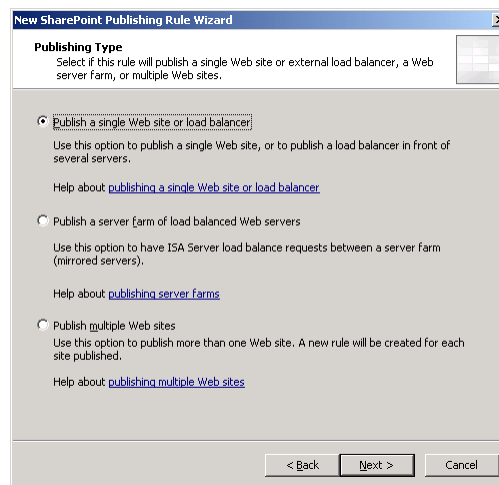 New SharePoint Publishing Rule Wizard
Publishing Type
Select if this rule will publish a single Web site or external load balancer, a Web
server farm, or multiple Web sites.
Publish a single Web site or load balancer
Use this option to publish a single Web site, or to publish a load balancer in front of
several servers.
Help about publishing a single Web site or load balancer
Publish a server farm of load balanced Web servers
Use this option to have ISA Server load balance requests between a server farm
(mirrored servers).
Help about publishing server farms
Publish multiple Web sites
Use this option to publish more than one Web site. A new rule will be created for each
site published.
Help about publishing multiple Web sites
< Back Next > Cancel